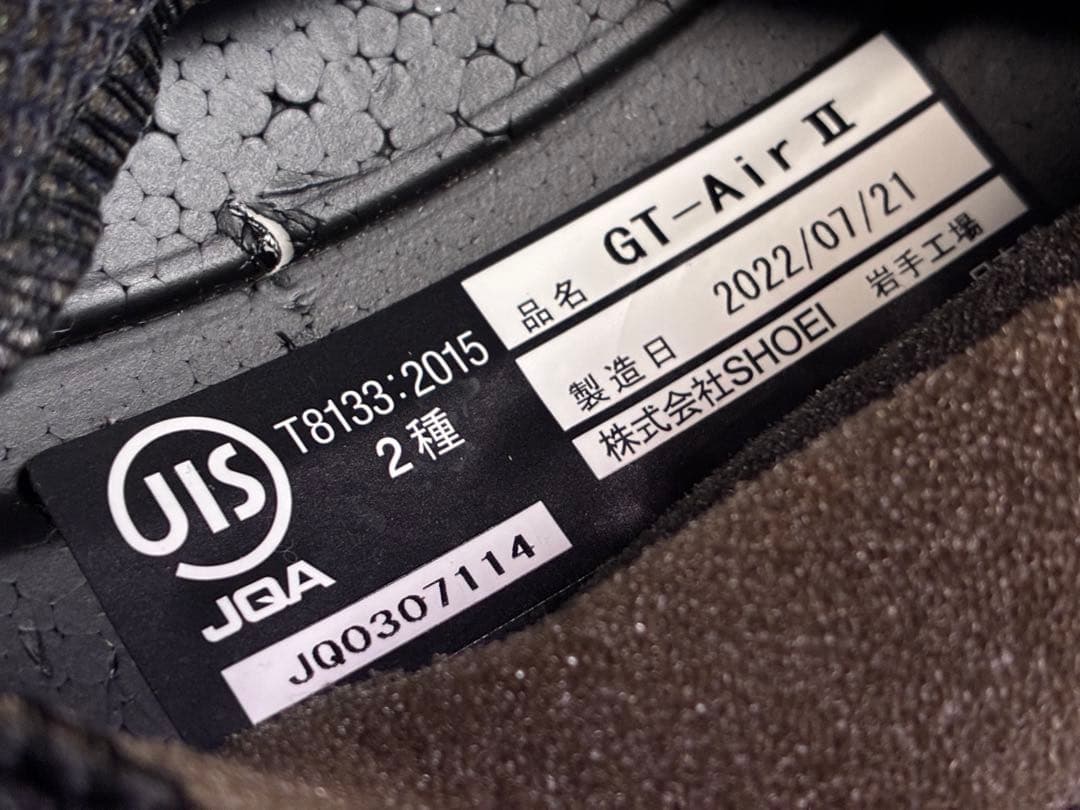 品名 GT-Air II
製造日 2022/07/21
株式会社SHOEI 岩手工場
JIS
T8133:2015
2種
JQA
JQ0307114